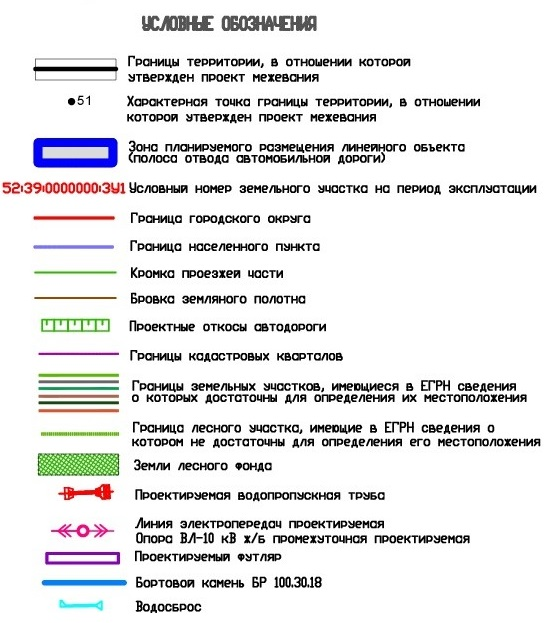 УСЛОВНЫЕ ОБОЗНАЧЕНИЯ
Границы территории, в отношении которой
утвержден проект межевания
51 Характерная точка границы территории, в отношении
которой утвержден проект межевания
Зона планируемого размещения линейного объекта
(полоса отвода автомобильной дороги)
52:39:0000000:ЗУ1 Условный номер земельного участка на период эксплуатации
Граница городского округа
Граница населенного пункта
Кромка проезжей части
Бровка земляного полотна
Проектные откосы автодороги
Границы кадастровых кварталов
Границы земельных участков, имеющиеся в ЕГРН сведения
о которых достаточны для определения их местоположения
Граница лесного участка, имеющие в ЕГРН сведения о
котором не достаточны для определения его местоположения
Земли лесного фонда
Проектируемая водопропускная труба
Линия электропередач проектируемая
Опора ВЛ-10 кВ ж/б промежуточная проектируемая
Проектируемый футляр
Бортовой камень БР 100.30.18
Водосброс